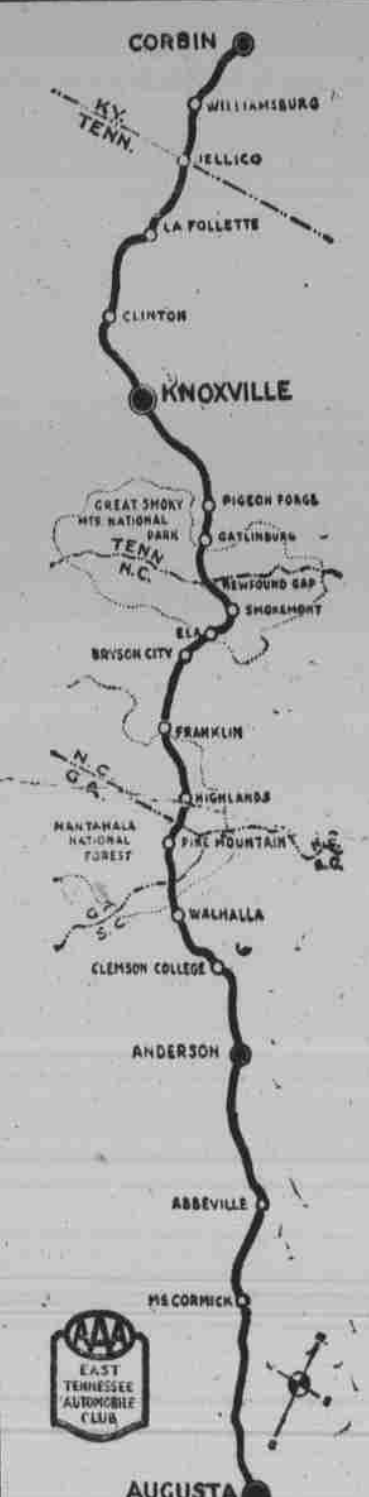 CORBIN
WILLIAMSBURG
KY.
TENN.
JELLICO
LA FOLLETTE
CLINTON
KNOXVILLE
PIGEON FORGE
GREAT SMOKY
MTS. NATIONAL
PARK
GATLINBURG
TENN
N.C.
NEWFOUND GAP
SMOKEMONT
ELA
BRYSON CITY
FRANKLIN
N.C.
GA.
HIGHLANDS
NANTAHALA
NATIONAL
FOREST
PINE MOUNTAIN
S.C.
WALHALLA
CLEMSON COLLEGE
ANDERSON
ABBEVILLE
MCCORMICK
AAA
EAST
TENNESSEE
AUTOMOBILE
CLUB
AUGUSTA